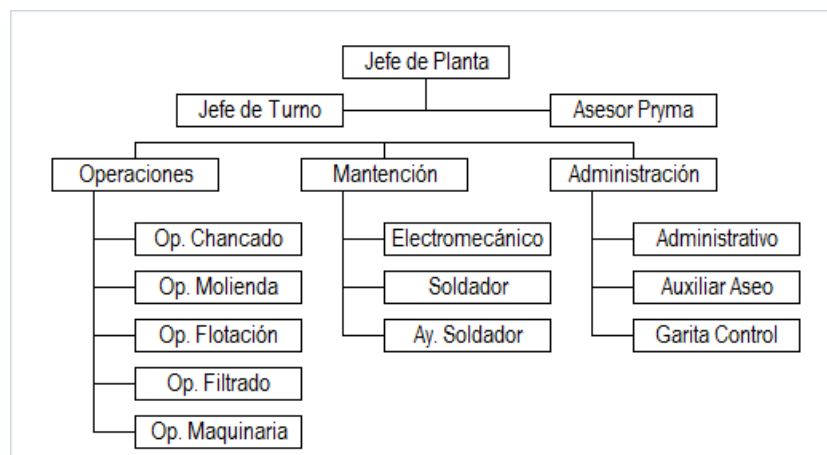 Jefe de Planta
Jefe de Turno
Asesor Pryma
Operaciones
Mantención
Administración
Op. Chancado
Electromecánico
Administrativo
Op. Molienda
Soldador
Auxiliar Aseo
Op. Flotación
Ay. Soldador
Garita Control
Op. Filtrado
Op. Maquinaria